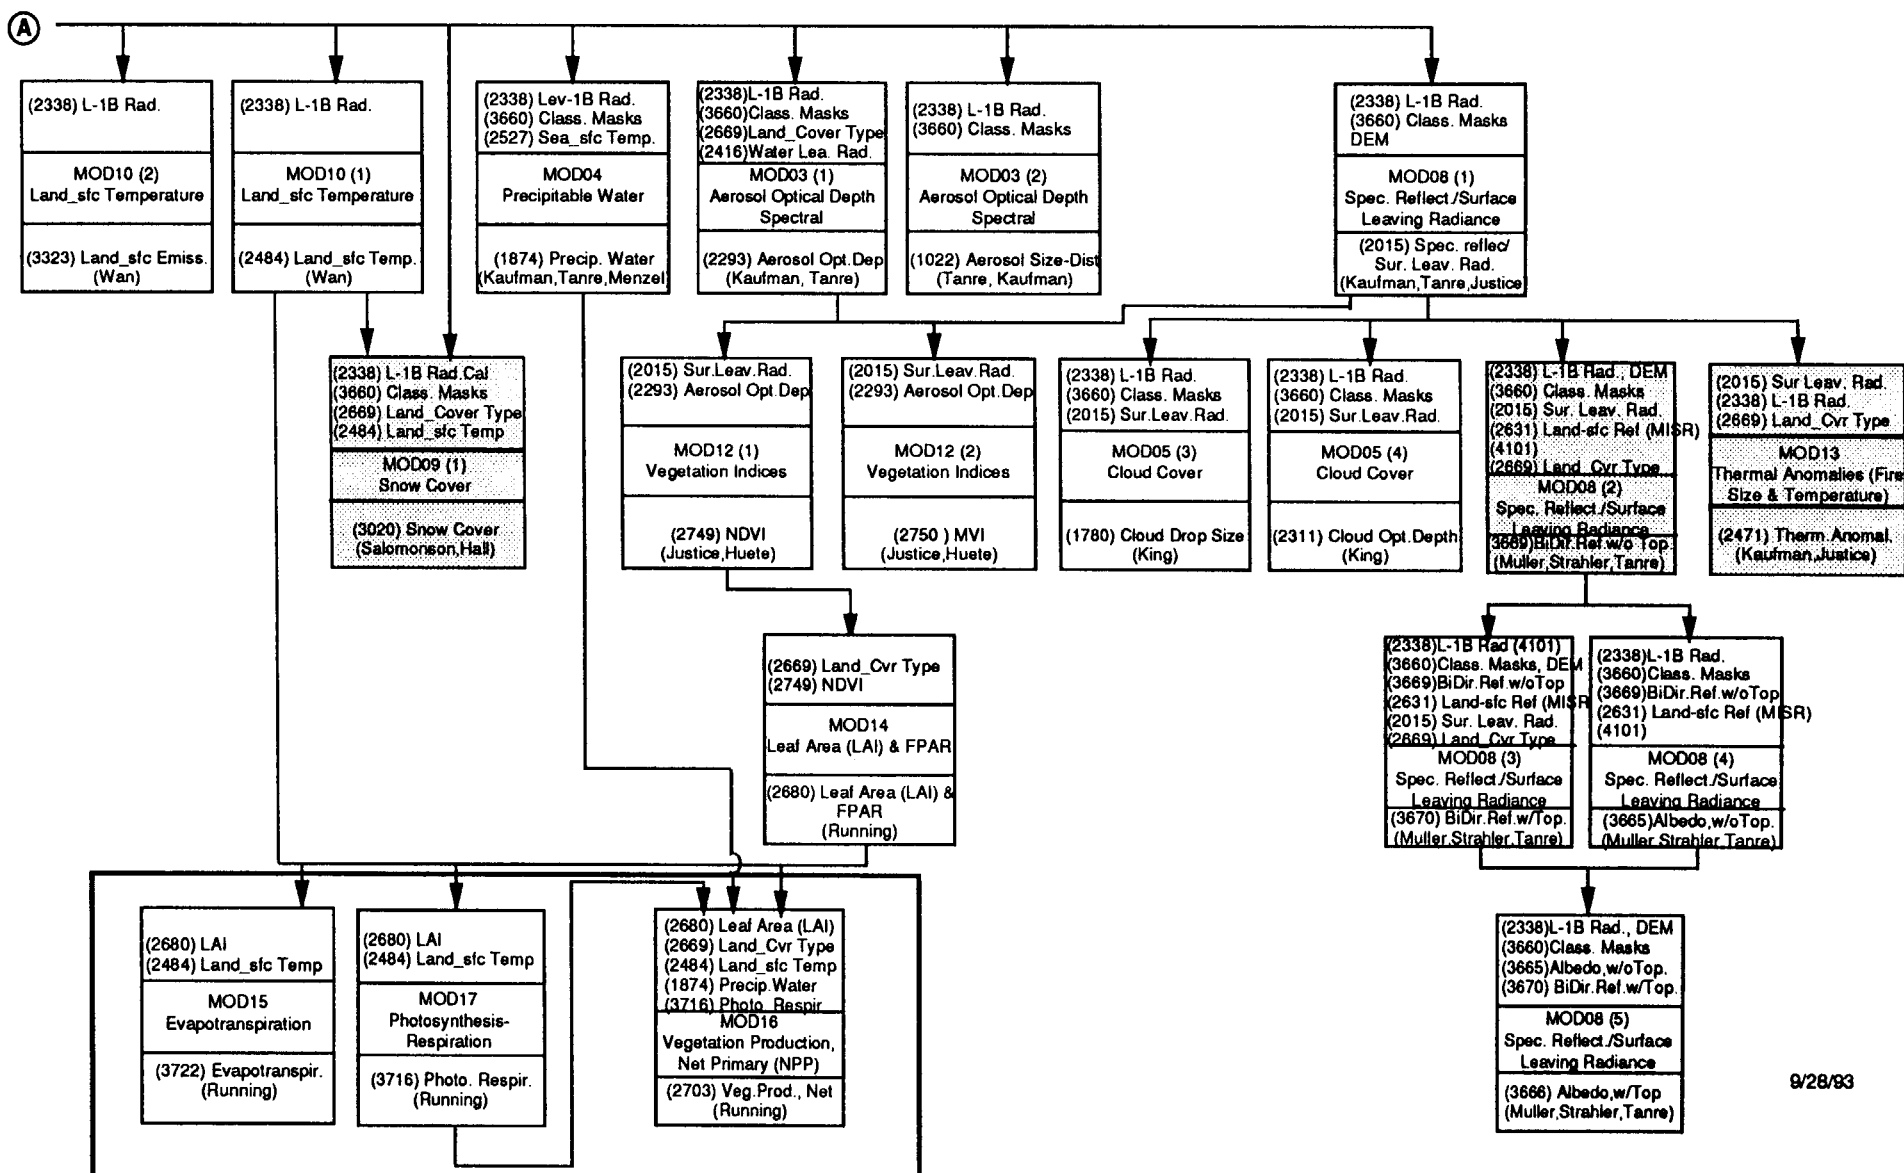 A
(2338) L-1B Rad.
MOD10 (2)
Land_sfc Temperature
(3323) Land_sfc Emiss.
(Wan)
(2338) L-1B Rad.
MOD10 (1)
Land_sfc Temperature
(2484) Land_sfc Temp.
(Wan)
(2338) Lev-1B Rad.
(3660) Class. Masks
(2527) Sea_sfc Temp.
MOD04
Precipitable Water
(1874) Precip. Water
(Kaufman,Tanre,Menzel)
(2338)L-1B Rad.
(3660)Class. Masks
(2669)Land_Cover Type
(2416)Water Lea. Rad.
MOD03 (1)
Aerosol Optical Depth
Spectral
(2293) Aerosol Opt.Dep
(Kaufman, Tanre)
(2338) L-1B Rad.
(3660) Class. Masks
MOD03 (2)
Aerosol Optical Depth
Spectral
(1022) Aerosol Size-Dist
(Tanre, Kaufman)
(2338) L-1B Rad.
(3660) Class. Masks
DEM
MOD08 (1)
Spec. Reflect./Surface
Leaving Radiance
(2015) Spec. reflec/
Sur. Leav. Rad.
(Kaufman,Tanre,Justice)
(2338) L-1B Rad.Cal
(3660) Class. Masks
(2669) Land_Cover Type
(2484) Land_sfc Temp
MOD09 (1)
Snow Cover
(3020) Snow Cover
(Salomonson,Hall)
(2015) Sur.Leav.Rad.
(2293) Aerosol Opt.Dep
MOD12 (1)
Vegetation Indices
(2749) NDVI
(Justice,Huete)
(2015) Sur.Leav.Rad.
(2293) Aerosol Opt.Dep
MOD12 (2)
Vegetation Indices
(2750 ) MVI
(Justice,Huete)
(2338) L-1B Rad.
(3660) Class. Masks
(2015) Sur.Leav.Rad.
MOD05 (3)
Cloud Cover
(1780) Cloud Drop Size
(King)
(2338) L-1B Rad.
(3660) Class. Masks
(2015) Sur.Leav.Rad.
MOD05 (4)
Cloud Cover
(2311) Cloud Opt.Depth
(King)
(2338) L-1B Rad., DEM
(3660) Class. Masks
(2015) Sur. Leav. Rad.
(2631) Land-sfc Ref (MISR)
(4101)
(2669) Land_Cvr Type
MOD08 (2)
Spec. Reflect./Surface
Leaving Radiance
(3669)BiDir.Ref.w/o Top.
(Muller,Strahler,Tanre)
(2015) Sur.Leav. Rad.
(2338) L-1B Rad.
(2669) Land_Cvr Type
MOD13
Thermal Anomalies (Fire
Size & Temperature)
(2471) Therm.Anomal.
(Kaufman,Justice)
(2669) Land_Cvr Type
(2749) NDVI
MOD14
Leaf Area (LAI) & FPAR
(2680) Leaf Area (LAI) &
FPAR
(Running)
(2338)L-1B Rad (4101)
(3660)Class. Masks, DEM
(3669)BiDir.Ref.w/oTop
(2631) Land-sfc Ref (MISR
(2015) Sur. Leav. Rad.
(2669) Land_Cvr Type
MOD08 (3)
Spec. Reflect./Surface
Leaving Radiance
(3670) BiDir.Ref.w/Top.
(Muller,Strahler,Tanre)
(2338)L-1B Rad.
(3660)Class. Masks
(3669)BiDir.Ref.w/oTop
(2631) Land-sfc Ref (MISR)
(4101)
MOD08 (4)
Spec. Reflect./Surface
Leaving Radiance
(3665)Albedo,w/oTop.
(Muller,Strahler,Tanre)
(2680) LAI
(2484) Land_sfc Temp
MOD15
Evapotranspiration
(3722) Evapotranspir.
(Running)
(2680) LAI
(2484) Land_sfc Temp
MOD17
Photosynthesis-
Respiration
(3716) Photo. Respir.
(Running)
(2680) Leaf Area (LAI)
(2669) Land_Cvr Type
(2484) Land_sfc Temp
(1874) Precip.Water
(3716) Photo. Respir.
MOD16
Vegetation Production,
Net Primary (NPP)
(2703) Veg.Prod., Net
(Running)
(2338)L-1B Rad., DEM
(3660)Class. Masks
(3665)Albedo,w/oTop.
(3670) BiDir.Ref.w/Top.
MOD08 (5)
Spec. Reflect./Surface
Leaving Radiance
(3666) Albedo,w/Top
(Muller,Strahler,Tanre)
9/28/93